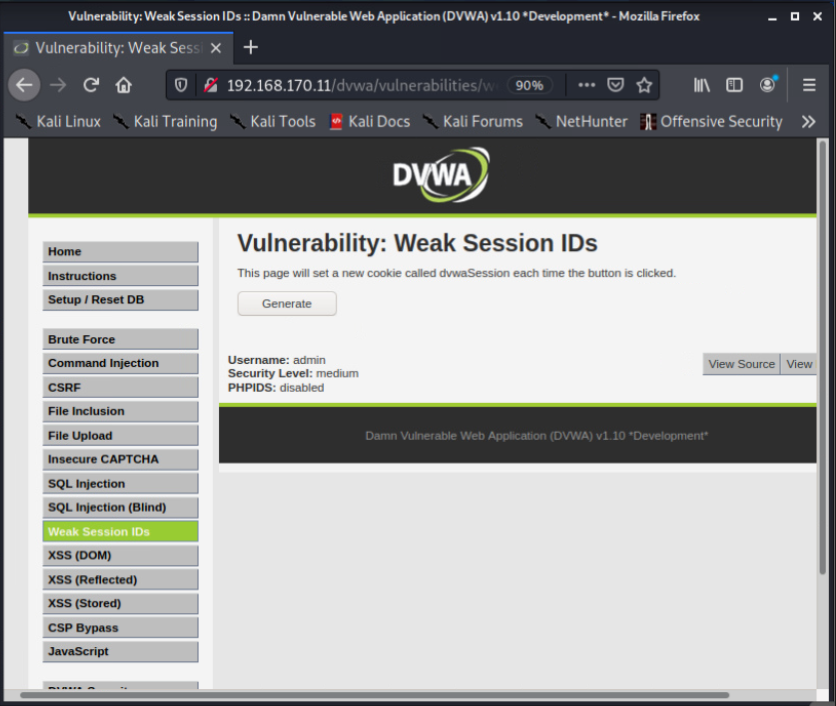 Vulnerability: Weak Session IDs :: Damn Vulnerable Web Application (DVWA) v1.10 *Development* - Mozilla Firefox
Vulnerability: Weak Sess
192.168.170.11/dvwa/vulnerabilities/w 90%
Kali Linux Kali Training Kali Tools Kali Docs Kali Forums NetHunter Offensive Security
DVWA
Vulnerability: Weak Session IDs
This page will set a new cookie called dvwaSession each time the button is clicked.
Generate
Username: admin
Security Level: medium
PHPIDS: disabled
View Source View
Damn Vulnerable Web Application (DVWA) v1.10 *Development*
Home
Instructions
Setup / Reset DB
Brute Force
Command Injection
CSRF
File Inclusion
File Upload
Insecure CAPTCHA
SQL Injection
SQL Injection (Blind)
Weak Session IDs
XSS (DOM)
XSS (Reflected)
XSS (Stored)
CSP Bypass
JavaScript